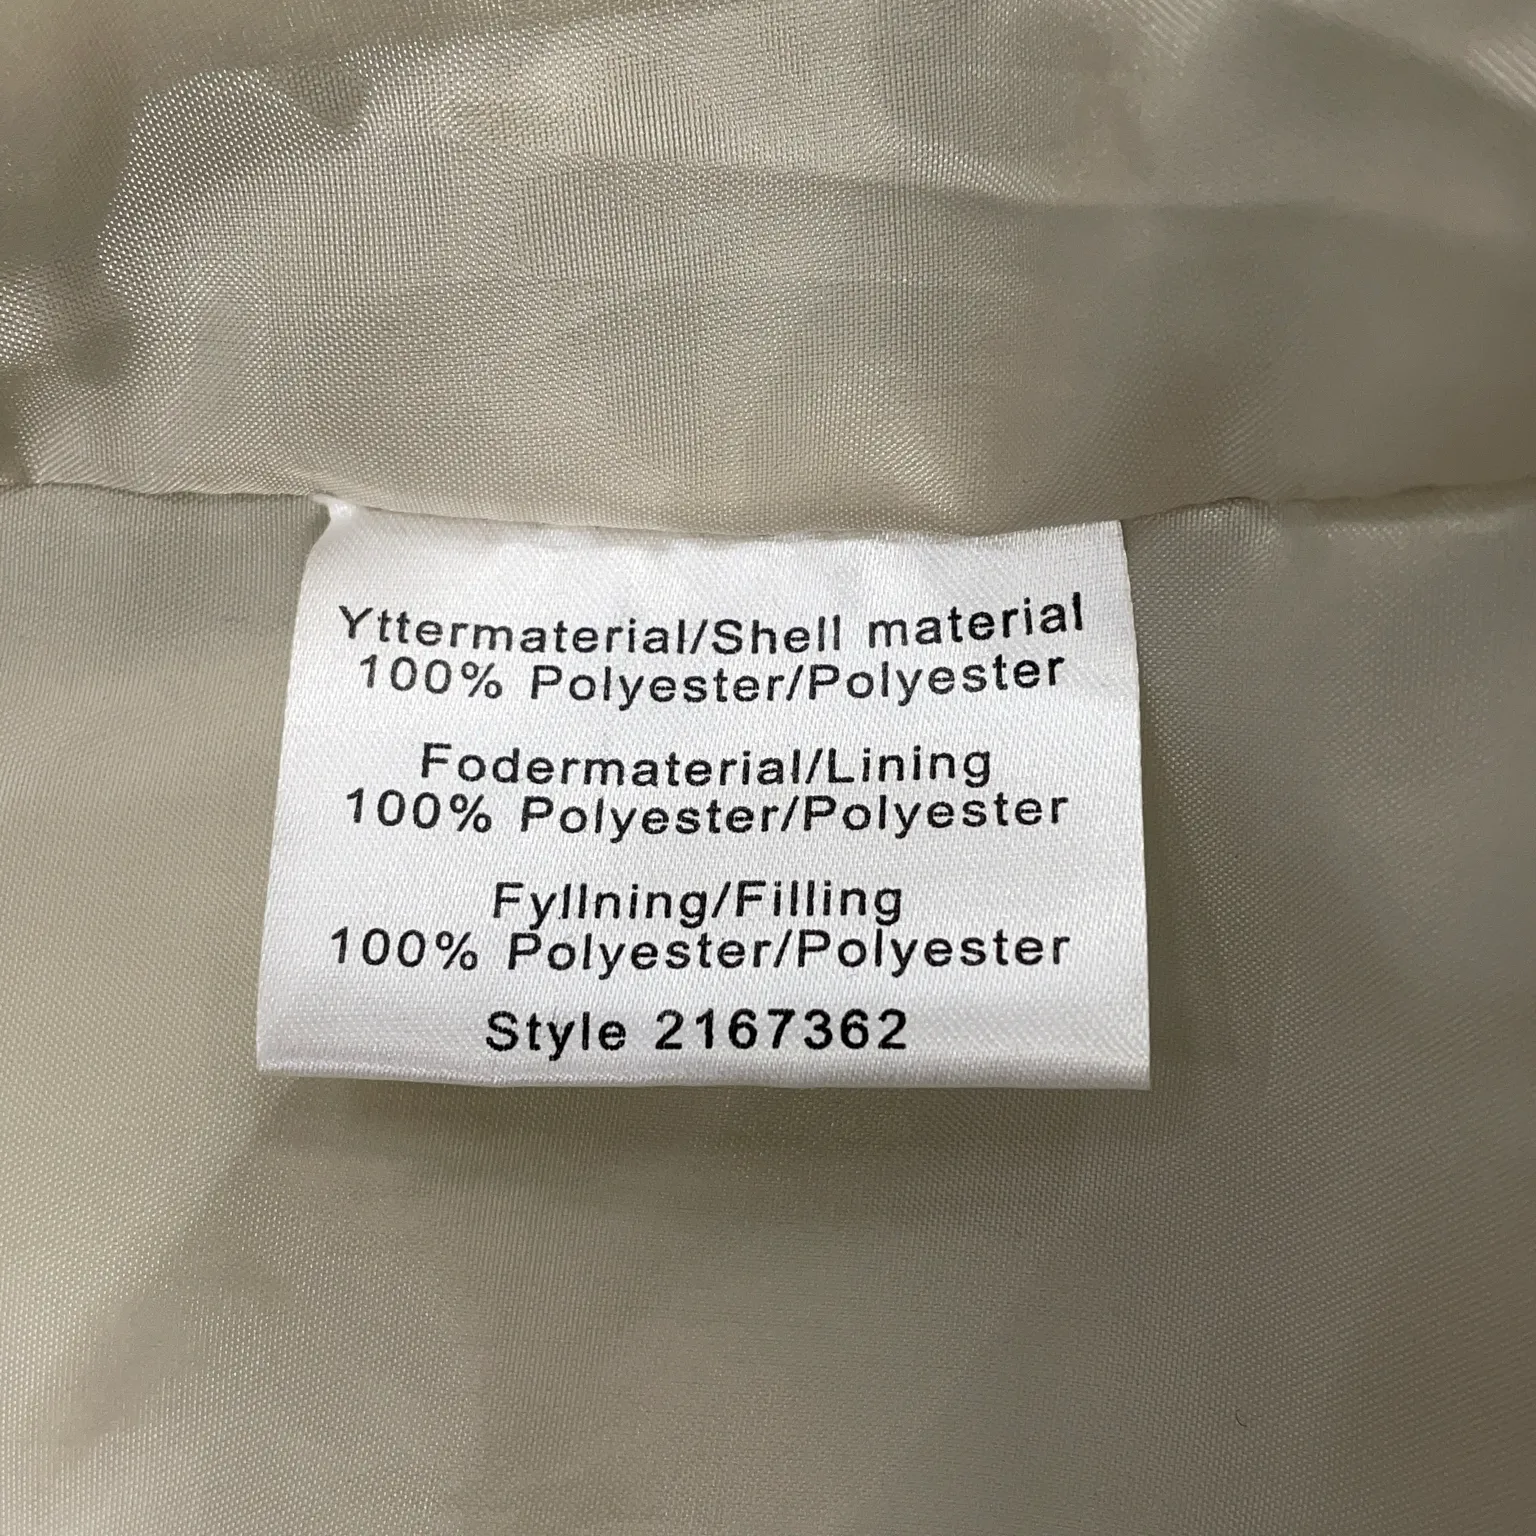 Yttermaterial/Shell material
100% Polyester/Polyester
Fodermaterial/Lining
100% Polyester/Polyester
Fyllning/Filling
100% Polyester/Polyester
Style 2167362